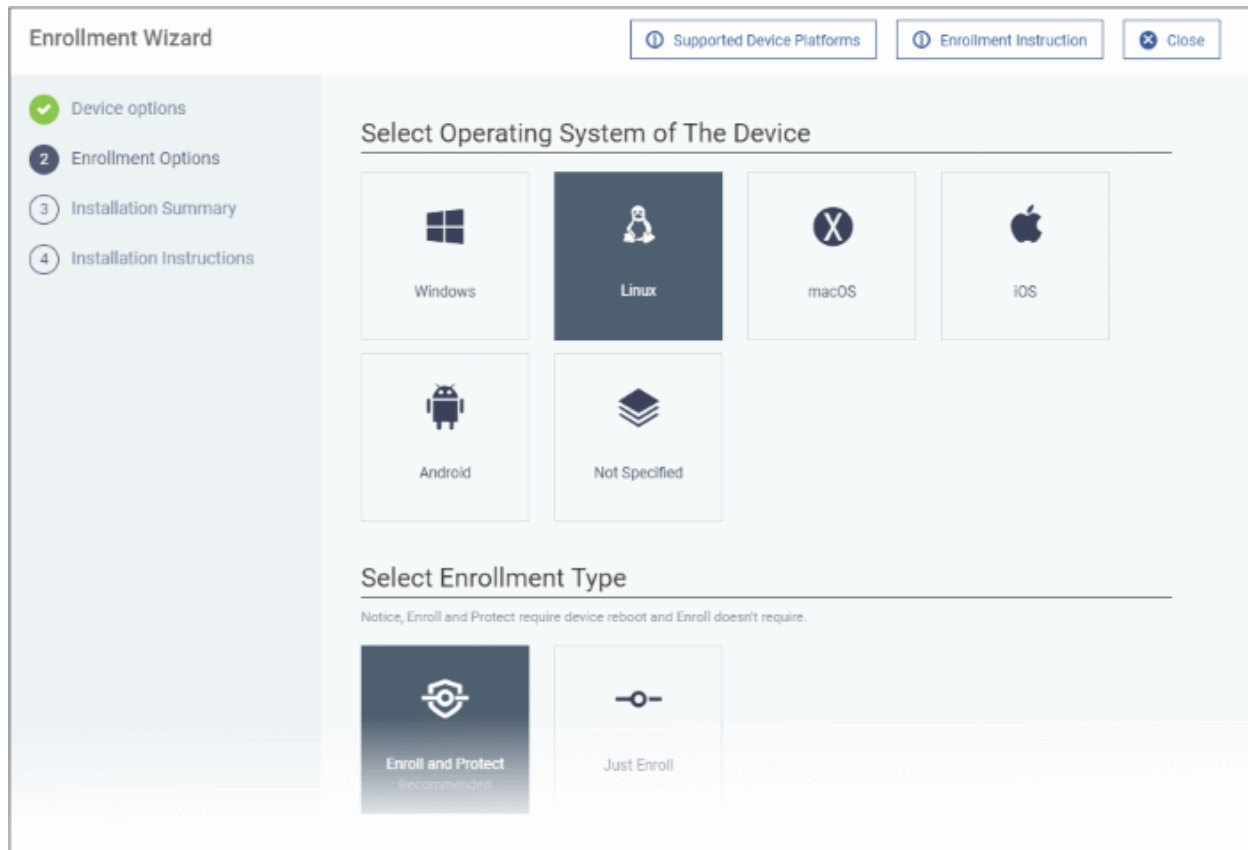 Enrollment Wizard
Supported Device Platforms
Enrollment Instruction
Close
Device options
2 Enrollment Options
3 Installation Summary
4 Installation Instructions
Select Operating System of The Device
Windows
Linux
X
macOS
iOS
Android
Not Specified
Select Enrollment Type
Notice, Enroll and Protect require device reboot and Enroll doesn't require.
Enroll and Protect
Recommended
Just Enroll